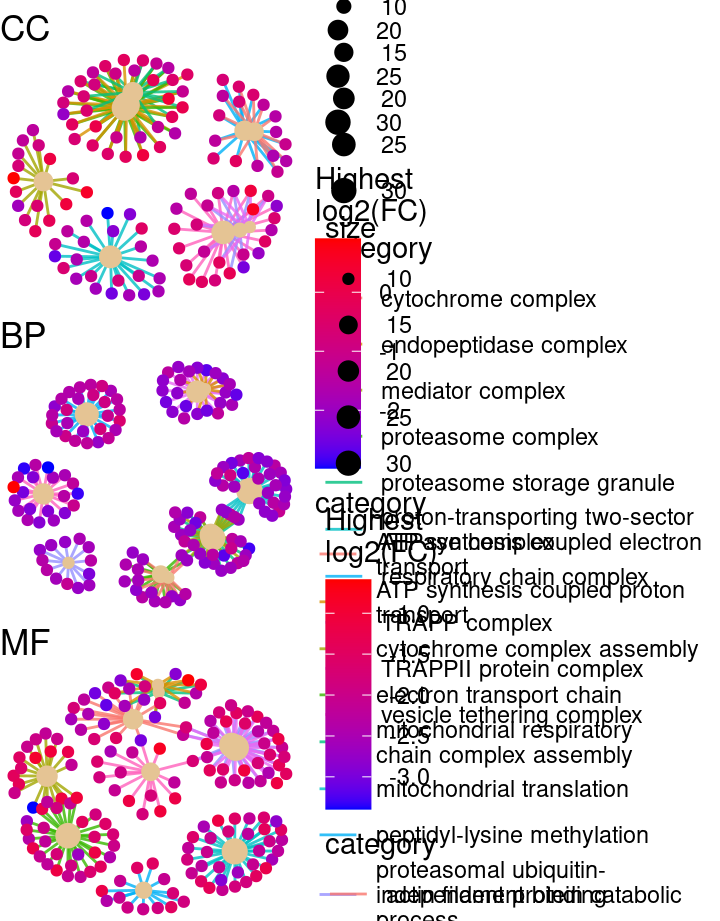 CC
10
20
15
25
20
30
25
30
Highest
log2(FC)
size
category
10
0
cytochrome complex
15
endopeptidase complex
-1
20
mediator complex
-2
25
proteasome complex
30
proteasome storage granule
category
proton-transporting two-sector
ATPase complex
Highest
ATP synthesis coupled electron
transport
log2(FC)
respiratory chain complex
ATP synthesis coupled proton
transport
-1.0
TRAPP complex
cytochrome complex assembly
-1.5
TRAPPII protein complex
electron transport chain
-2.0
vesicle tethering complex
mitochondrial respiratory
chain complex assembly
-2.5
-3.0
mitochondrial translation
peptidyl-lysine methylation
category
proteasomal ubiquitin-
independent protein catabolic
process
actin filament binding
BP
MF